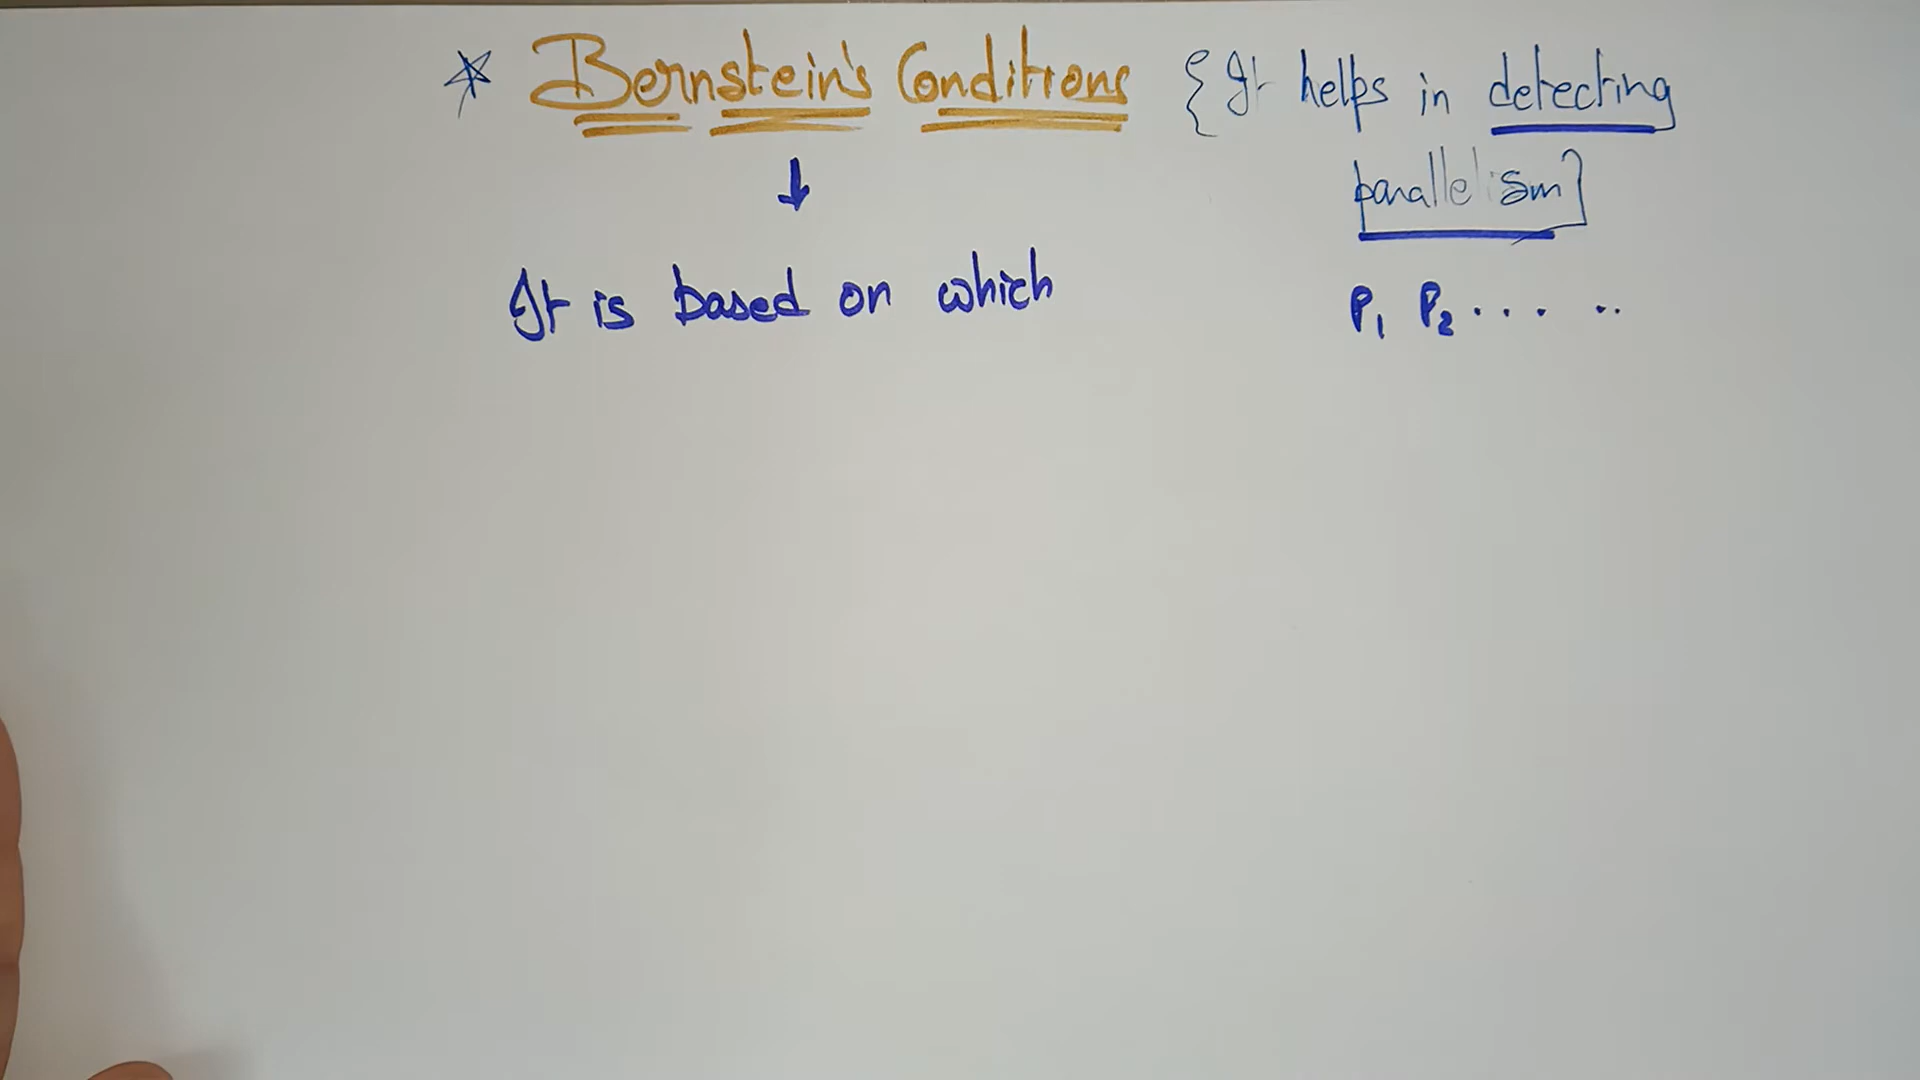 * Bernstein's Conditions {It helps in detecting
parallelism}
↓
It is based on which P1 P2 .... ..